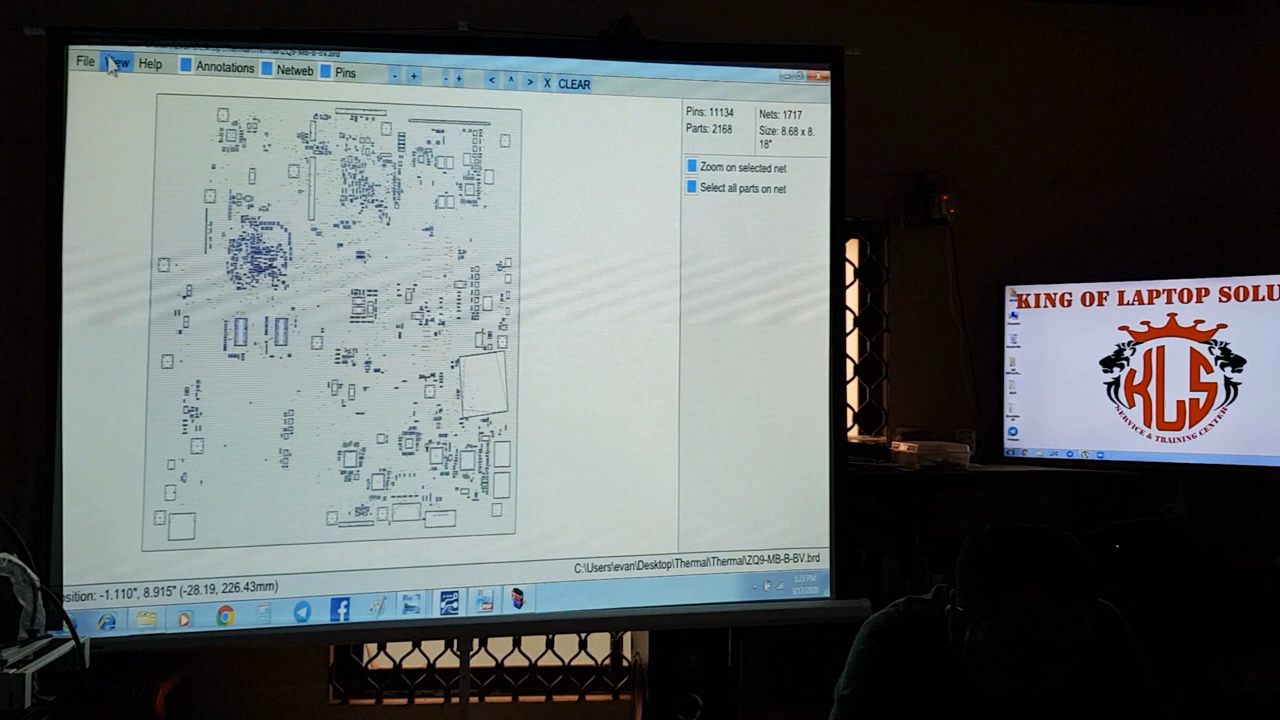 File View Help Annotations Netweb Pins - + - + < ^ > X CLEAR
Pins: 11134 Nets: 1717
Parts: 2168 Size: 8.68 x 8.
18"
Zoom on selected net
Select all parts on net
C:\Users\evan\Desktop\Thermal\Thermal\ZQ9-MB-B-BV.brd
sition: -1.110", 8.915" (-28.19, 226.43mm)
KING OF LAPTOP SOLU
KLS
SERVICE & TRAINING CENTER